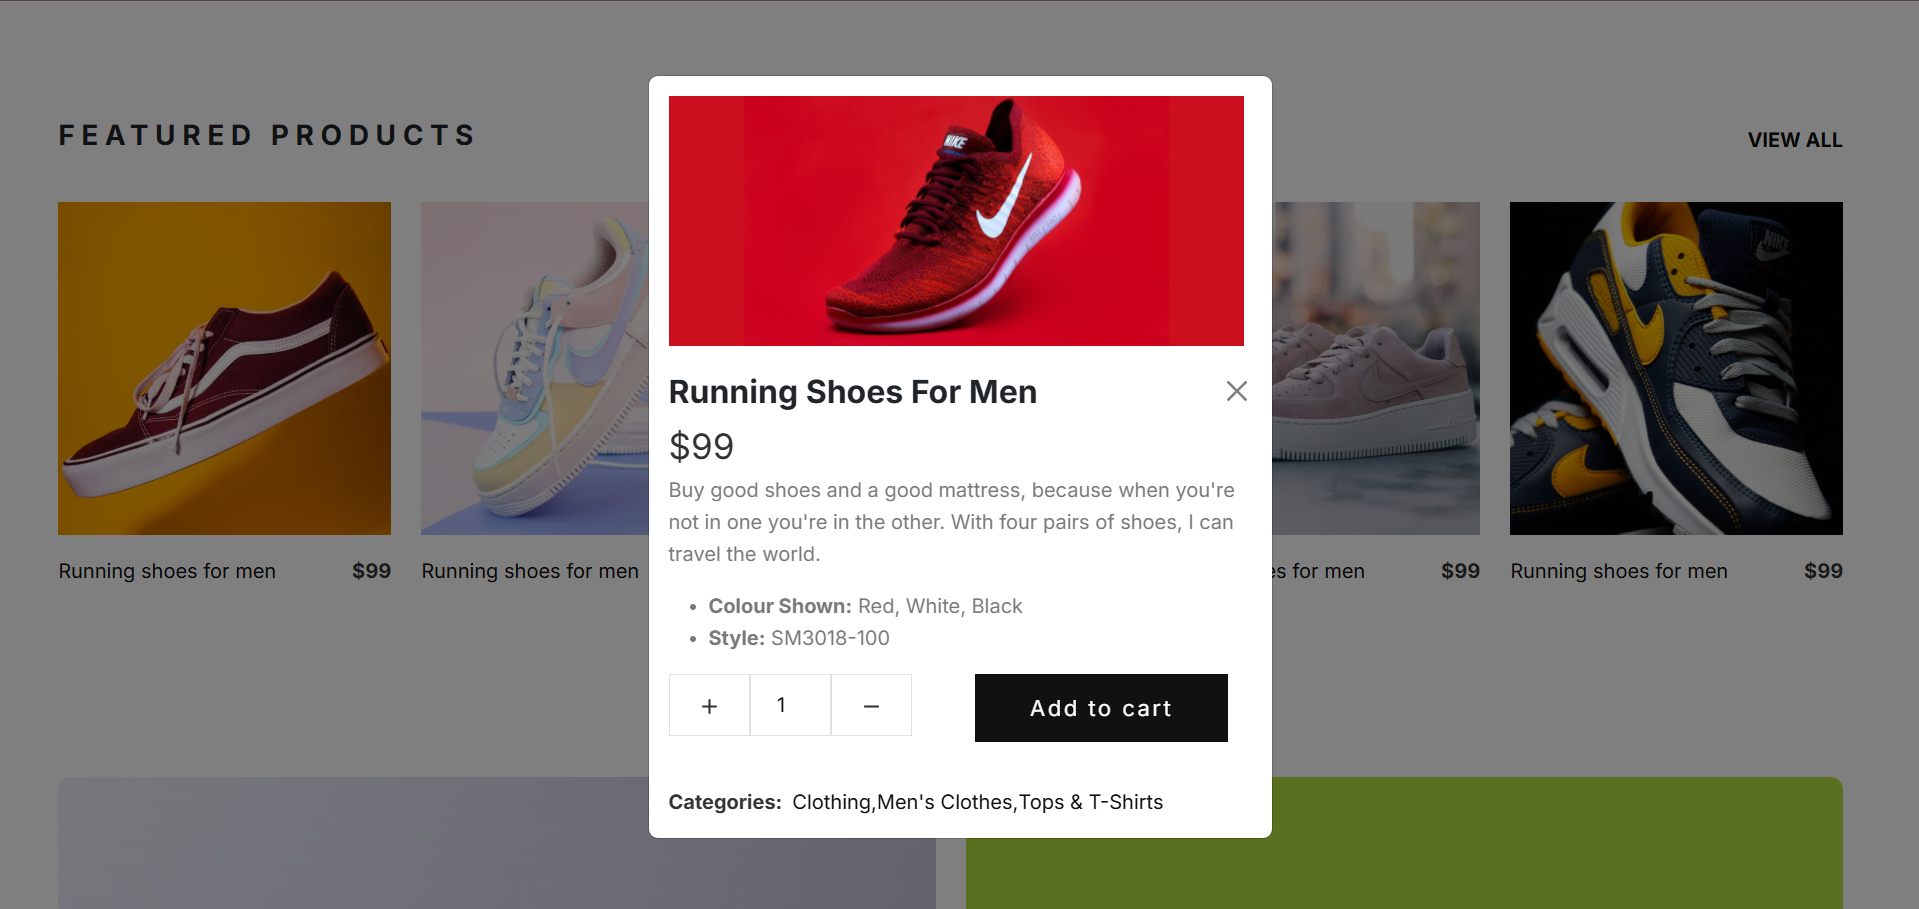 FEATURED PRODUCTS
VIEW ALL
NIKE
NIKE
Running shoes for men $99
Running shoes for men
es for men $99
Running shoes for men $99
Running Shoes For Men
$99
Buy good shoes and a good mattress, because when you're
not in one you're in the other. With four pairs of shoes, I can
travel the world.
• Colour Shown: Red, White, Black
• Style: SM3018-100
+ 1 −
Add to cart
Categories: Clothing,Men's Clothes,Tops & T-Shirts